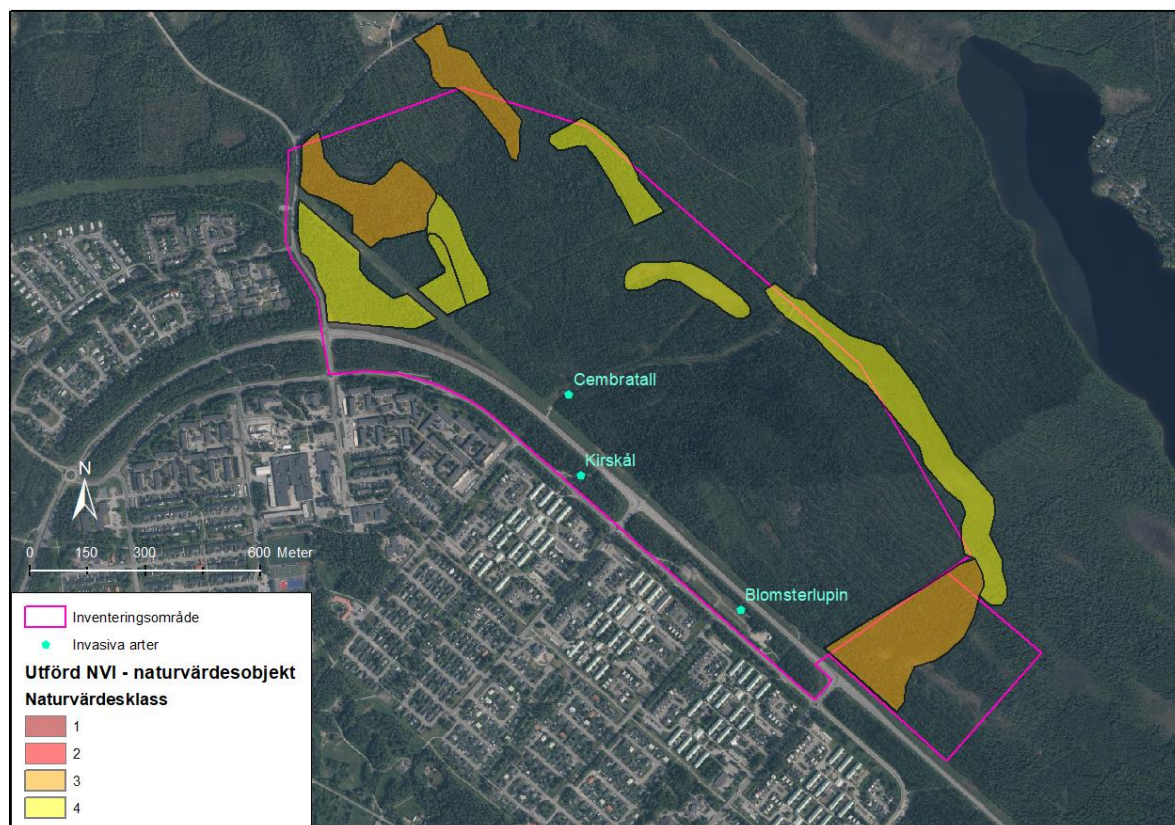 Cembratall
Kirskål
Blomsterlupin
N
0 150 300 600 Meter
Inventeringsområde
Invasiva arter
Utförd NVI - naturvärdesobjekt
Naturvärdesklass
1
2
3
4